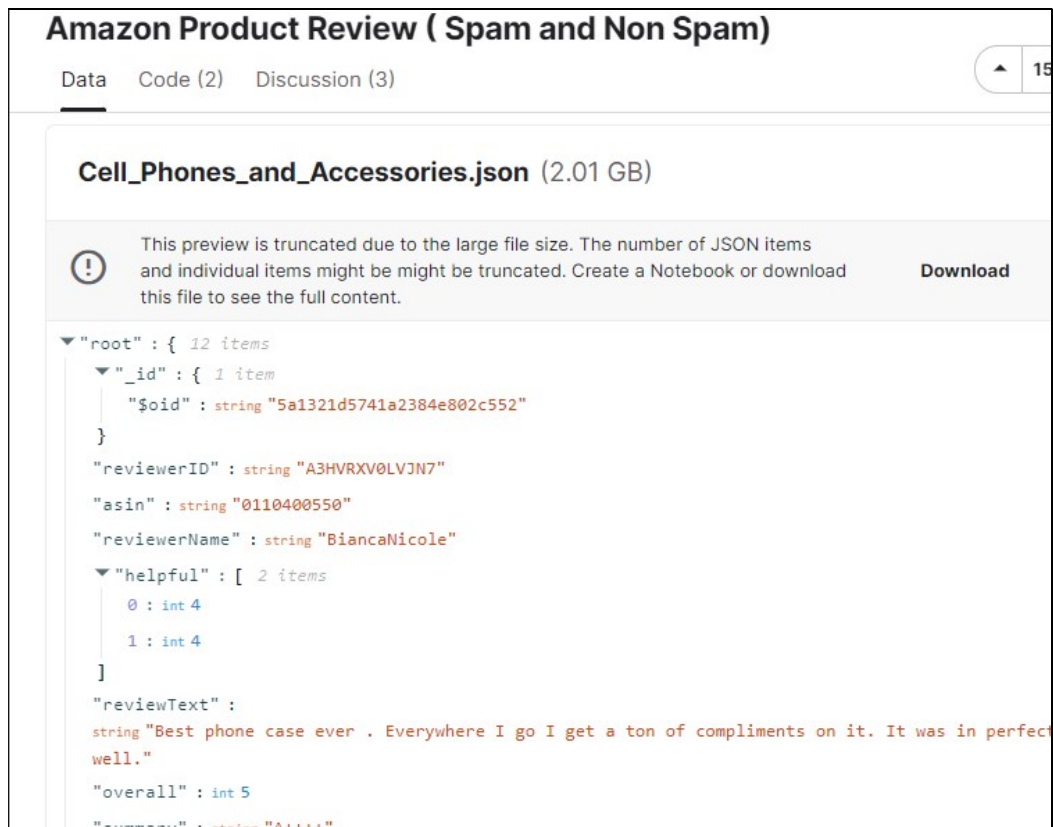 Amazon Product Review ( Spam and Non Spam)
Data Code (2) Discussion (3)
15
Cell_Phones_and_Accessories.json (2.01 GB)
This preview is truncated due to the large file size. The number of JSON items
and individual items might be might be truncated. Create a Notebook or download
this file to see the full content.
Download
"root" : { 12 items
"_id" : { 1 item
"$oid" : string "5a1321d5741a2384e802c552"
}
"reviewerID" : string "A3HVRXV0LVJN7"
"asin" : string "0110400550"
"reviewerName" : string "BiancaNicole"
"helpful" : [ 2 items
0 : int 4
1 : int 4
]
"reviewText" :
string "Best phone case ever . Everywhere I go I get a ton of compliments on it. It was in perfect
well."
"overall" : int 5
"summary" : string